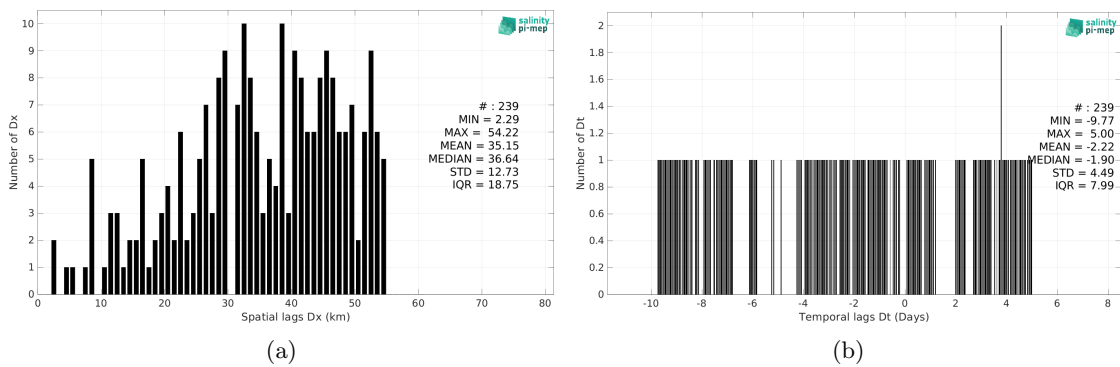 salinity
pi-mep
10
9
8
7
6
5
4
3
2
1
0
Number of Dx
# : 239
MIN = 2.29
MAX = 54.22
MEAN = 35.15
MEDIAN = 36.64
STD = 12.73
IQR = 18.75
0 10 20 30 40 50 60 70 80
Spatial lags Dx (km)
(a)
salinity
pi-mep
2
1.8
1.6
1.4
1.2
1
0.8
0.6
0.4
0.2
0
Number of Dt
# : 239
MIN = -9.77
MAX = 5.00
MEAN = -2.22
MEDIAN = -1.90
STD = 4.49
IQR = 7.99
-10 -8 -6 -4 -2 0 2 4 6 8
Temporal lags Dt (Days)
(b)